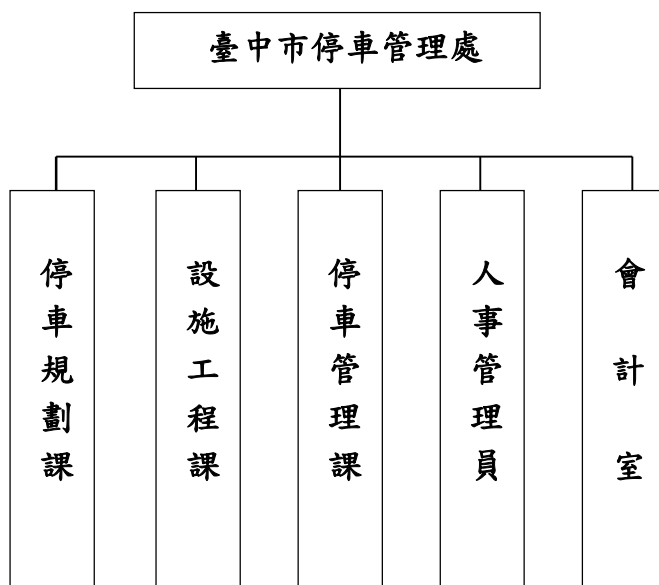 臺中市停車管理處
停車規劃課
設施工程課
停車管理課
人事管理員
會計室